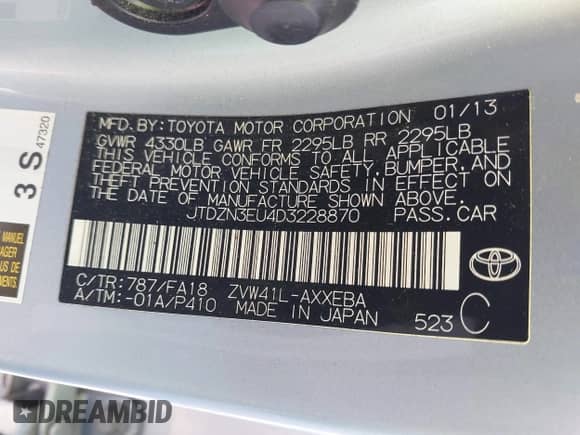 MFD.BY:TOYOTA MOTOR CORPORATION 01/13
GVWR 4330LB GAWR FR 2295LB RR 2295LB
THIS VEHICLE CONFORMS TO ALL APPLICABLE
FEDERAL MOTOR VEHICLE SAFETY,BUMPER,AND
THEFT PREVENTION STANDARDS IN EFFECT ON
THE DATE OF MANUFACTURE SHOWN ABOVE.
JTDZN3EU4D3228870 PASS.CAR
C/TR:787/FA18 ZVW41L-AXXEBA
A/TM:-01A/P410 MADE IN JAPAN 523 C
TOYOTA
3 S 47320
MANUEL
DREAMBID